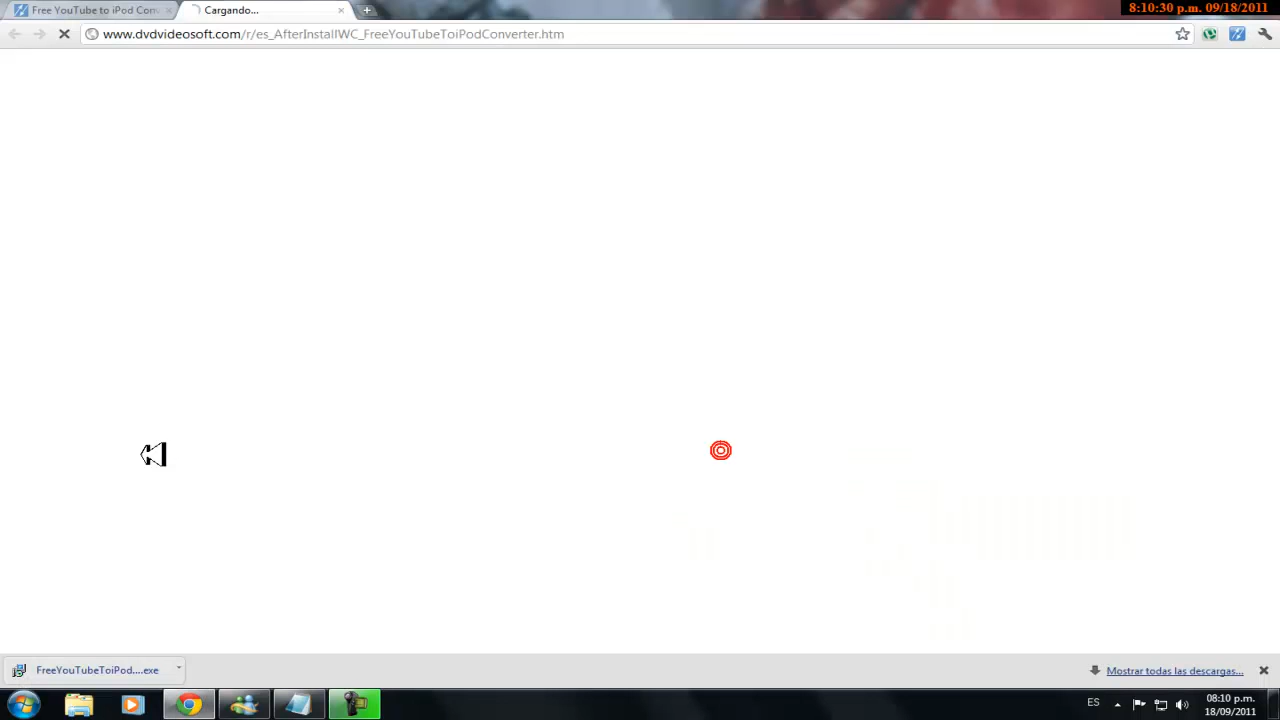 Free YouTube to iPod Conv
Cargando...
8:10:30 p.m. 09/18/2011
www.dvdvideosoft.com/r/es_AfterInstallWC_FreeYouTubeToiPodConverter.htm
FreeYouTubeToiPod....exe
Mostrar todas las descargas...
ES
08:10 p.m.
18/09/2011